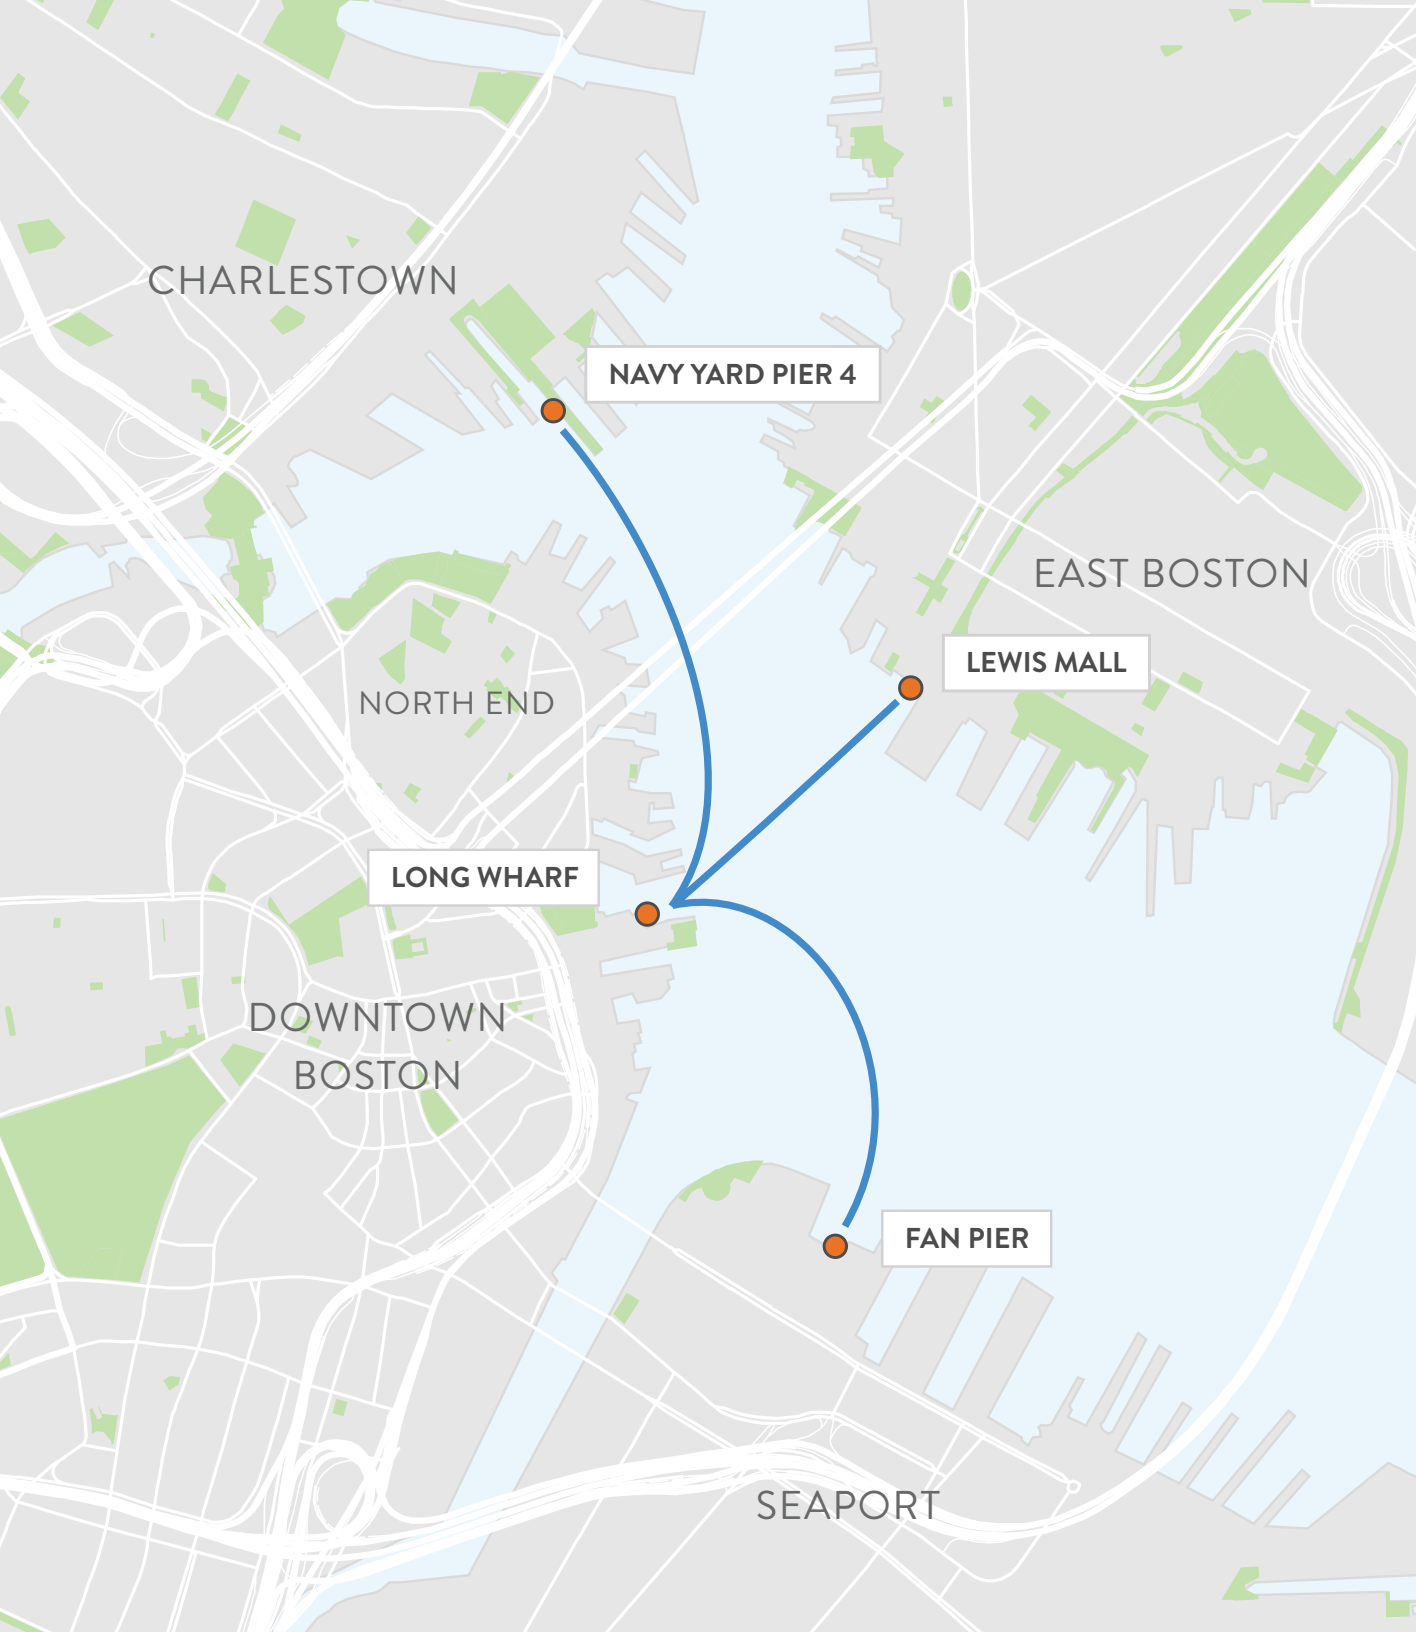 CHARLESTOWN
NAVY YARD PIER 4
EAST BOSTON
LEWIS MALL
NORTH END
LONG WHARF
DOWNTOWN
BOSTON
FAN PIER
SEAPORT